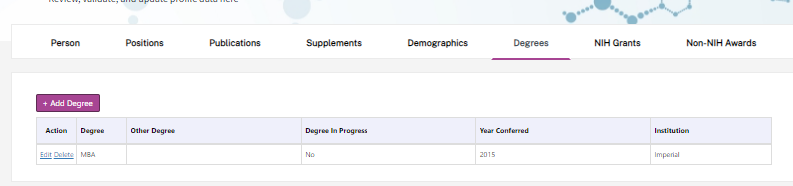 Review, validate, and update profile data here
Person Positions Publications Supplements Demographics Degrees NIH Grants Non-NIH Awards
+ Add Degree
Action Degree Other Degree Degree In Progress Year Conferred Institution
Edit Delete MBA No 2015 Imperial